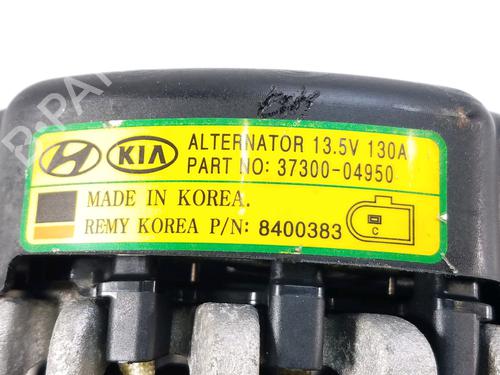 KIA
ALTERNATOR 13.5V 130A
PART NO: 37300-04950
MADE IN KOREA.
REMY KOREA P/N: 8400383
C